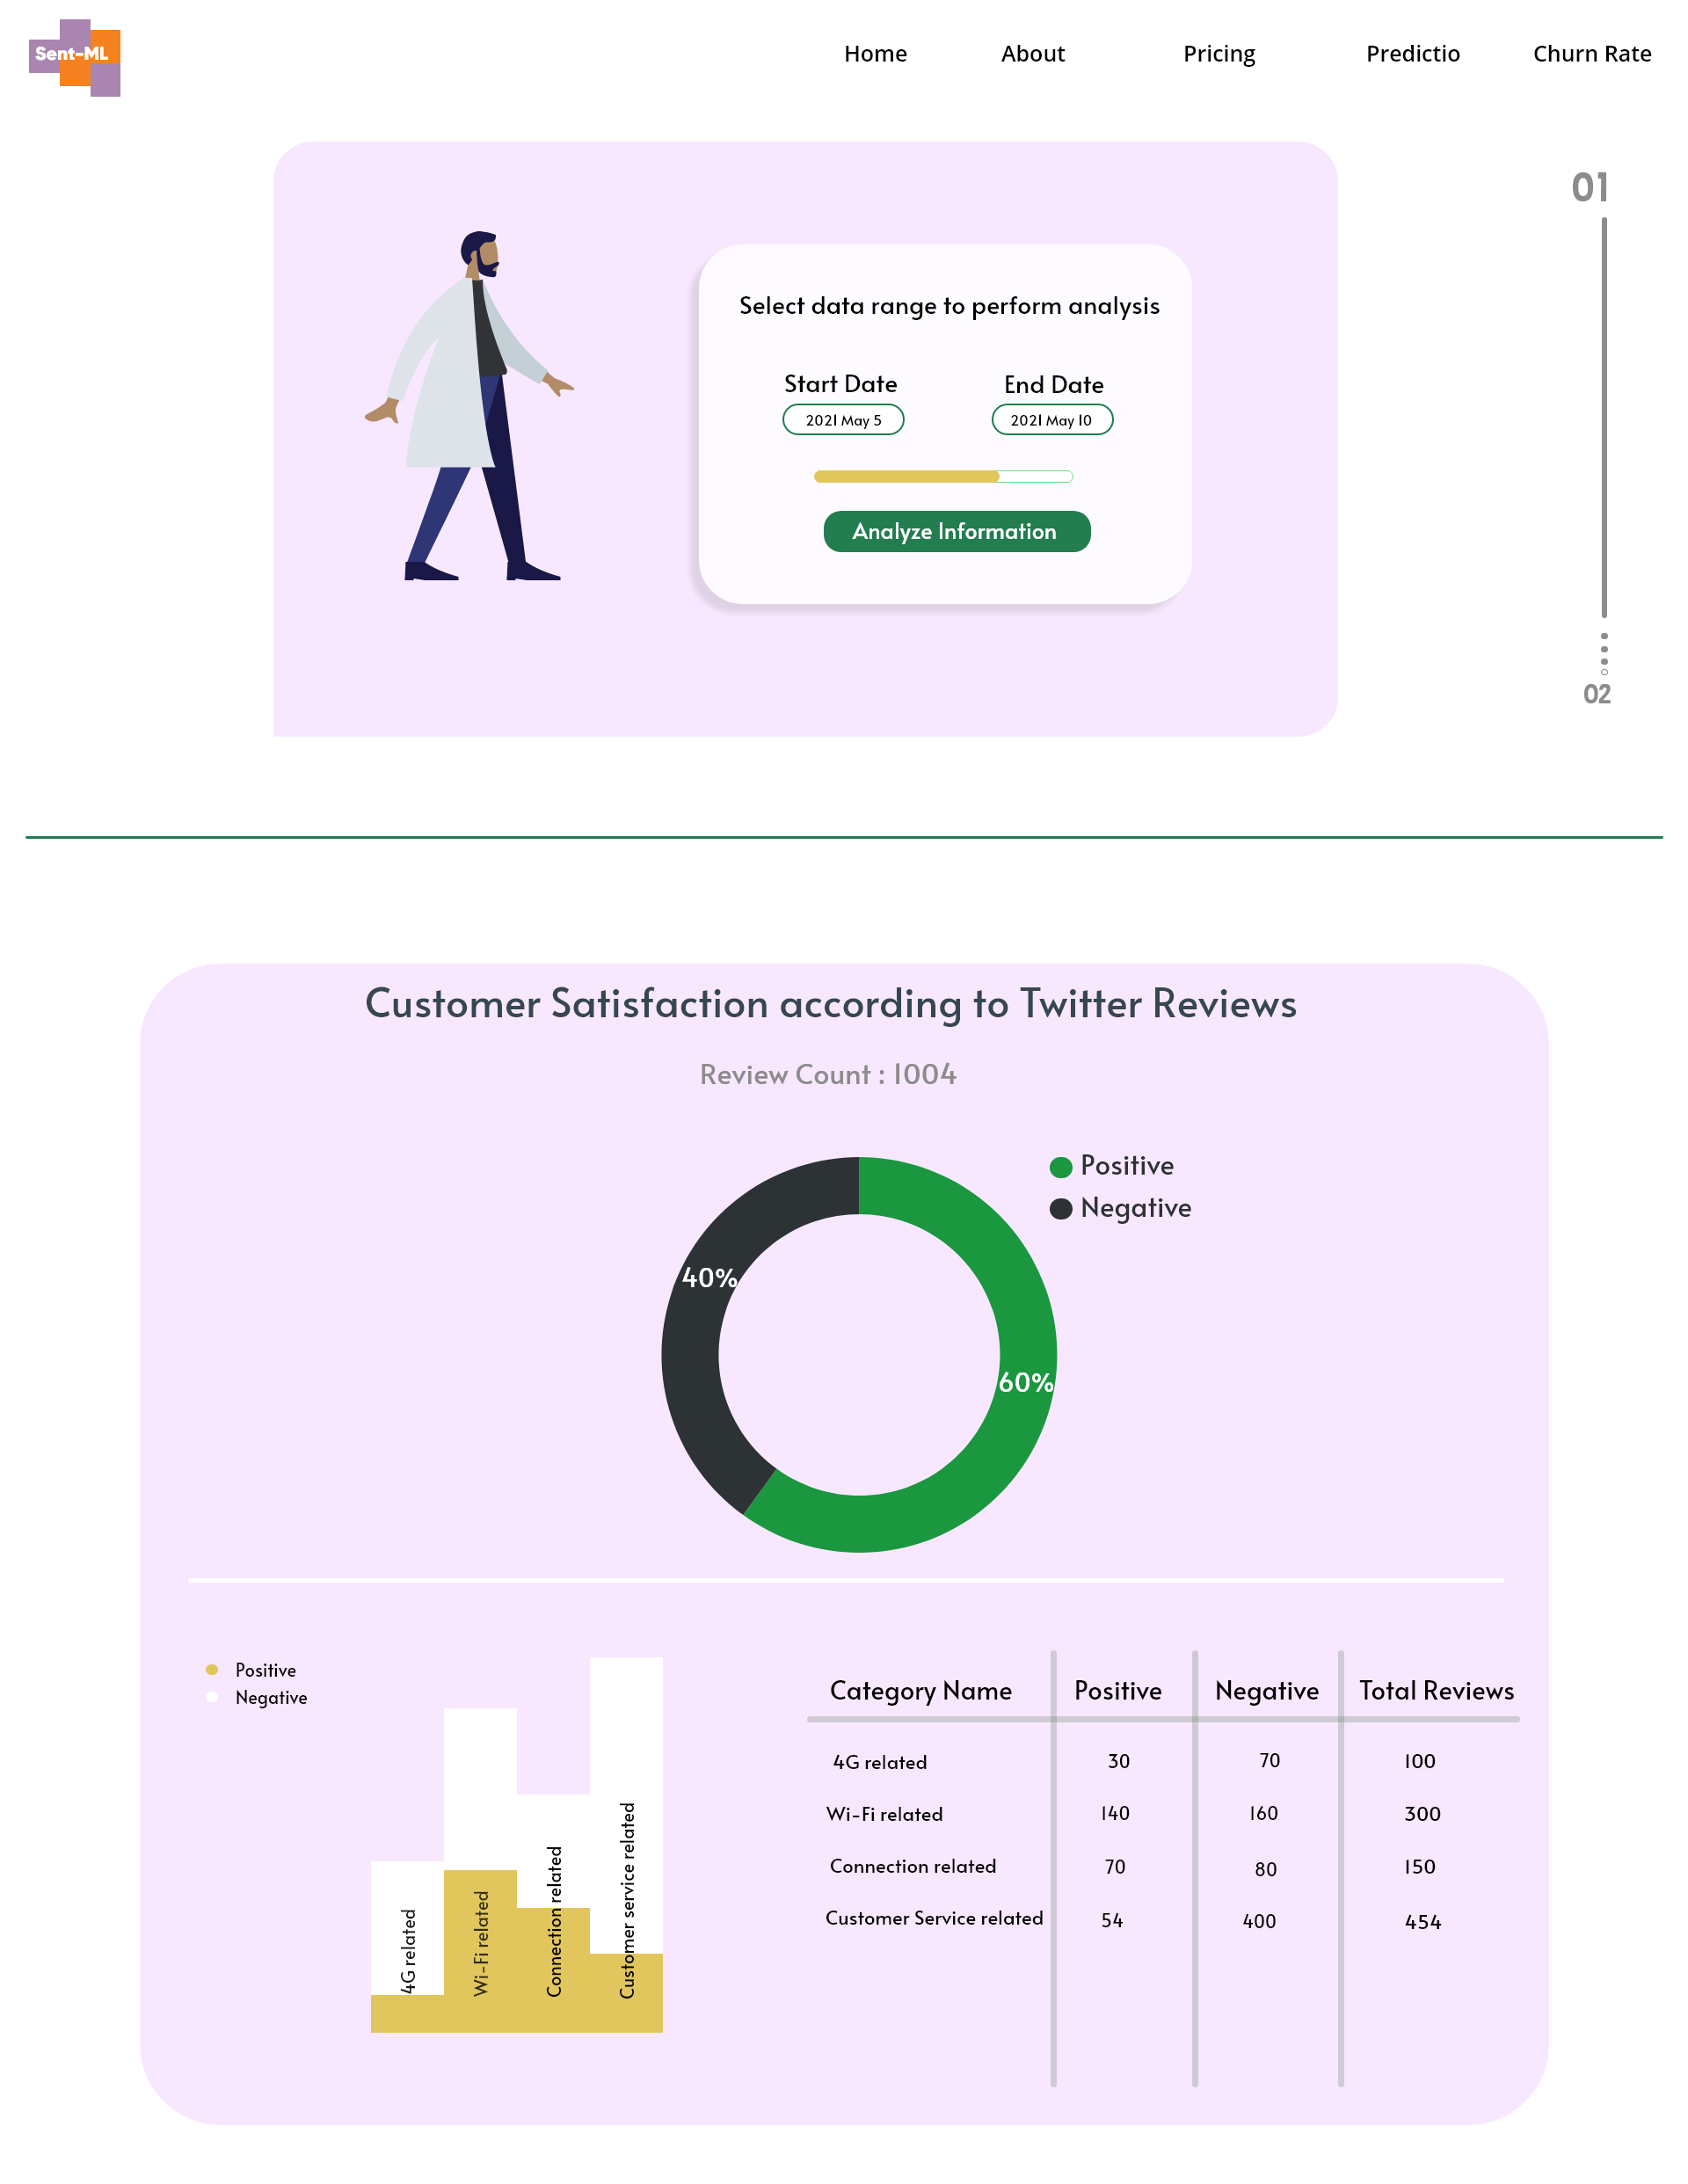 Sent-ML
Home About Pricing Predictio Churn Rate
01
Select data range to perform analysis
Start Date End Date
2021 May 5 2021 May 10
Analyze Information
02
Customer Satisfaction according to Twitter Reviews
Review Count : 1004
Positive
Negative
40%
60%
Positive
Negative
4G related
Wi-Fi related
Connection related
Customer service related
Category Name Positive Negative Total Reviews
4G related 30 70 100
Wi-Fi related 140 160 300
Connection related 70 80 150
Customer Service related 54 400 454